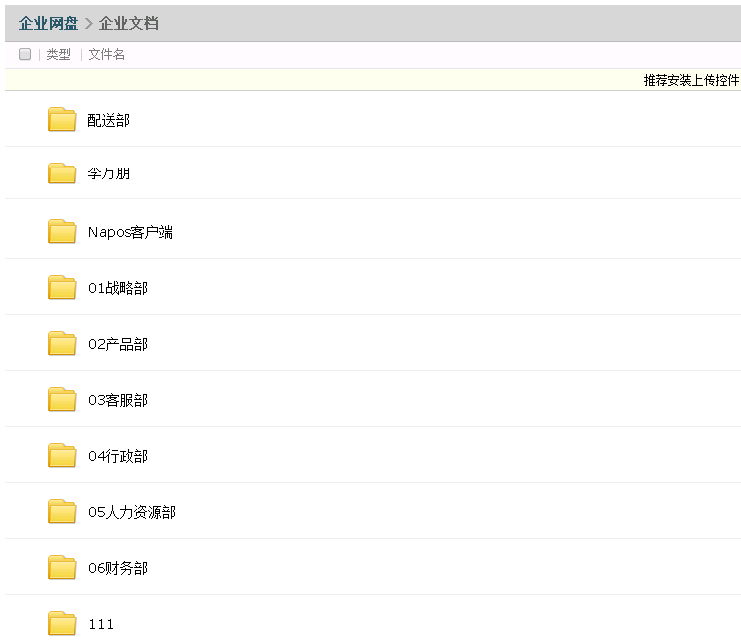 企业网盘 > 企业文档
类型 文件名
推荐安装上传控件
配送部
李万朋
Napos客户端
01战略部
02产品部
03客服部
04行政部
05人力资源部
06财务部
111